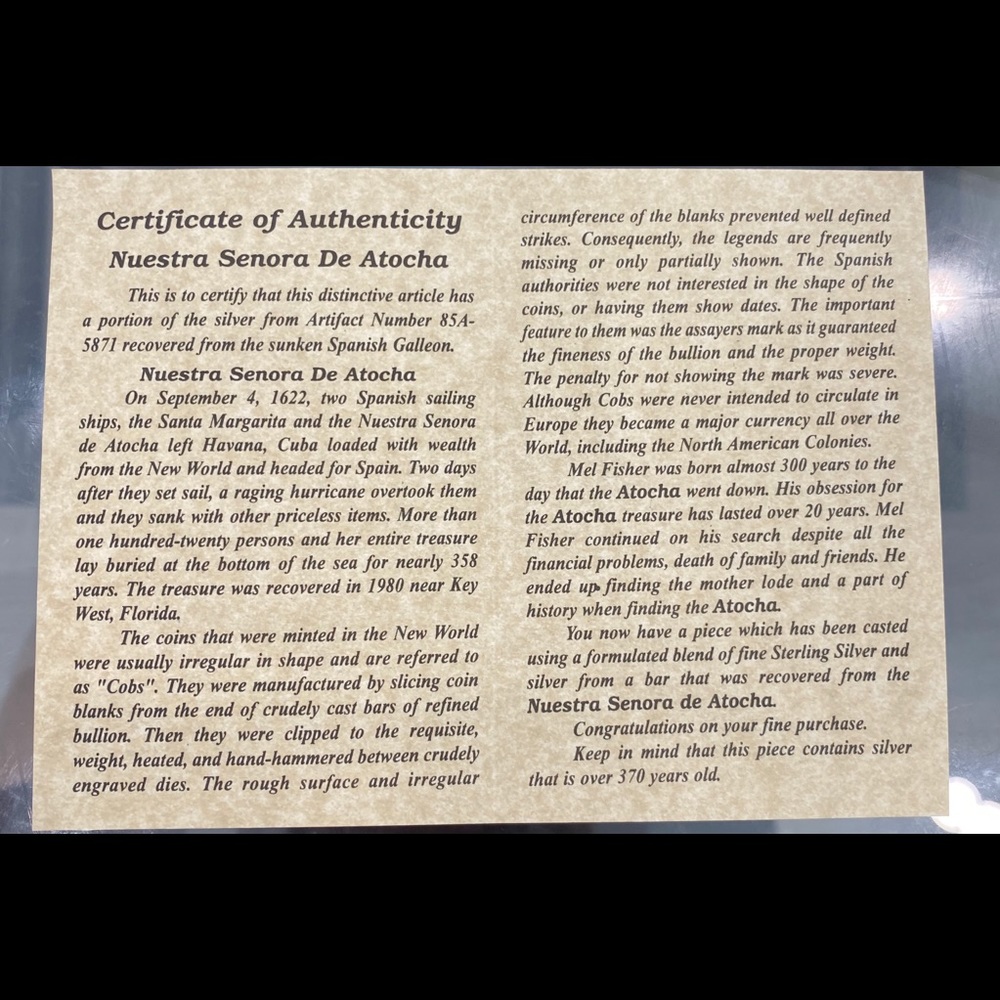 Certificate of Authenticity
Nuestra Senora De Atocha
This is to certify that this distinctive article has
a portion of the silver from Artifact Number 85A-
5871 recovered from the sunken Spanish Galleon.
Nuestra Senora De Atocha
On September 4, 1622, two Spanish sailing
ships, the Santa Margarita and the Nuestra Senora
de Atocha left Havana, Cuba loaded with wealth
from the New World and headed for Spain. Two days
after they set sail, a raging hurricane overtook them
and they sank with other priceless items. More than
one hundred-twenty persons and her entire treasure
lay buried at the bottom of the sea for nearly 358
years. The treasure was recovered in 1980 near Key
West, Florida.
The coins that were minted in the New World
were usually irregular in shape and are referred to
as "Cobs". They were manufactured by slicing coin
blanks from the end of crudely cast bars of refined
bullion. Then they were clipped to the requisite,
weight, heated, and hand-hammered between crudely
engraved dies. The rough surface and irregular
circumference of the blanks prevented well defined
strikes. Consequently, the legends are frequently
missing or only partially shown. The Spanish
authorities were not interested in the shape of the
coins, or having them show dates. The important
feature to them was the assayers mark as it guaranteed
the fineness of the bullion and the proper weight.
The penalty for not showing the mark was severe.
Although Cobs were never intended to circulate in
Europe they became a major currency all over the
World, including the North American Colonies.
Mel Fisher was born almost 300 years to the
day that the Atocha went down. His obsession for
the Atocha treasure has lasted over 20 years. Mel
Fisher continued on his search despite all the
financial problems, death of family and friends. He
ended up finding the mother lode and a part of
history when finding the Atocha.
You now have a piece which has been casted
using a formulated blend of fine Sterling Silver and
silver from a bar that was recovered from the
Nuestra Senora de Atocha.
Congratulations on your fine purchase.
Keep in mind that this piece contains silver
that is over 370 years old.